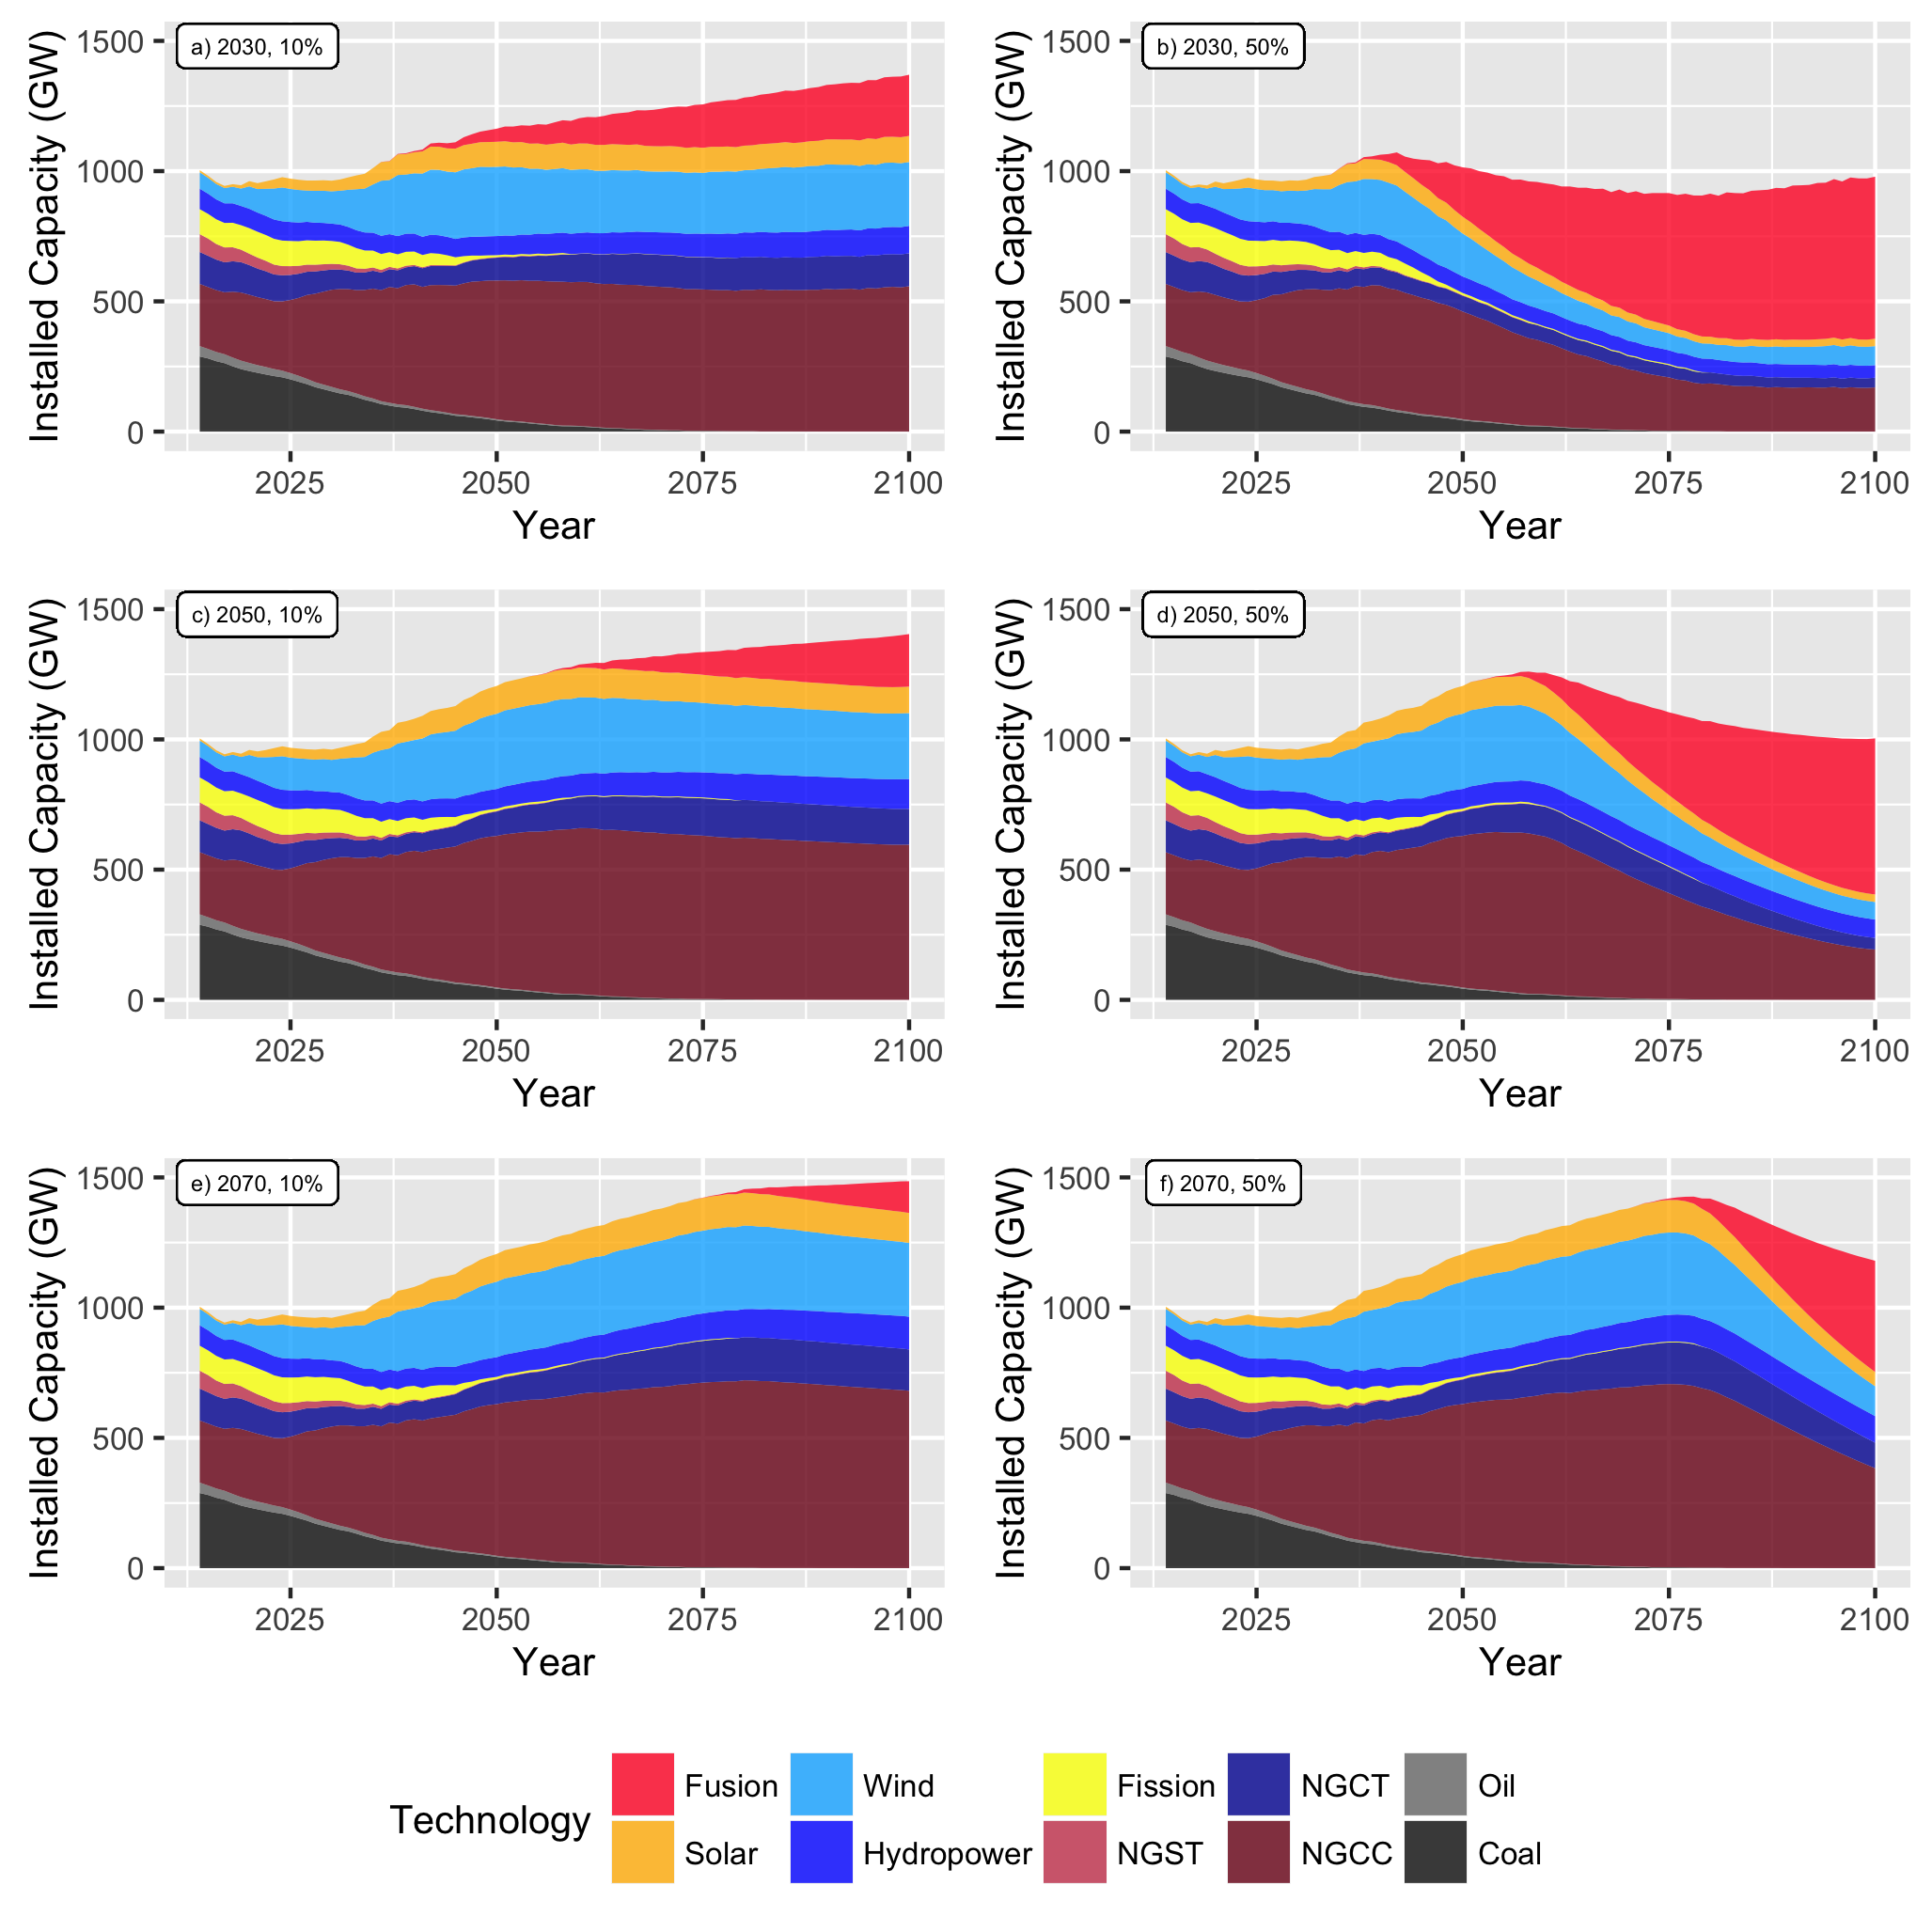 a) 2030, 10%
Installed Capacity (GW)
1500
1000
500
0
2025 2050 2075 2100
Year
b) 2030, 50%
Installed Capacity (GW)
1500
1000
500
0
2025 2050 2075 2100
Year
c) 2050, 10%
Installed Capacity (GW)
1500
1000
500
0
2025 2050 2075 2100
Year
d) 2050, 50%
Installed Capacity (GW)
1500
1000
500
0
2025 2050 2075 2100
Year
e) 2070, 10%
Installed Capacity (GW)
1500
1000
500
0
2025 2050 2075 2100
Year
f) 2070, 50%
Installed Capacity (GW)
1500
1000
500
0
2025 2050 2075 2100
Year
Technology
Fusion Wind Fission NGCT Oil
Solar Hydropower NGST NGCC Coal